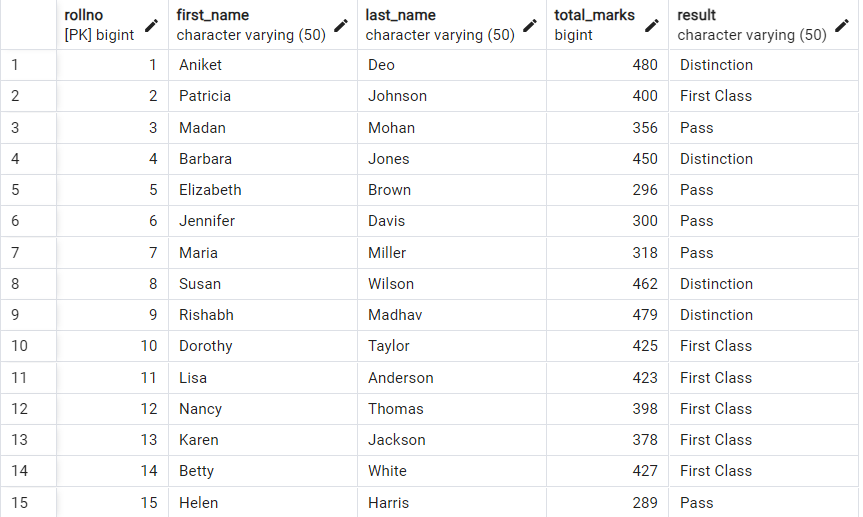 rollno first_name last_name total_marks result
[PK] bigint character varying (50) character varying (50) bigint character varying (50)
1 1 Aniket Deo 480 Distinction
2 2 Patricia Johnson 400 First Class
3 3 Madan Mohan 356 Pass
4 4 Barbara Jones 450 Distinction
5 5 Elizabeth Brown 296 Pass
6 6 Jennifer Davis 300 Pass
7 7 Maria Miller 318 Pass
8 8 Susan Wilson 462 Distinction
9 9 Rishabh Madhav 479 Distinction
10 10 Dorothy Taylor 425 First Class
11 11 Lisa Anderson 423 First Class
12 12 Nancy Thomas 398 First Class
13 13 Karen Jackson 378 First Class
14 14 Betty White 427 First Class
15 15 Helen Harris 289 Pass